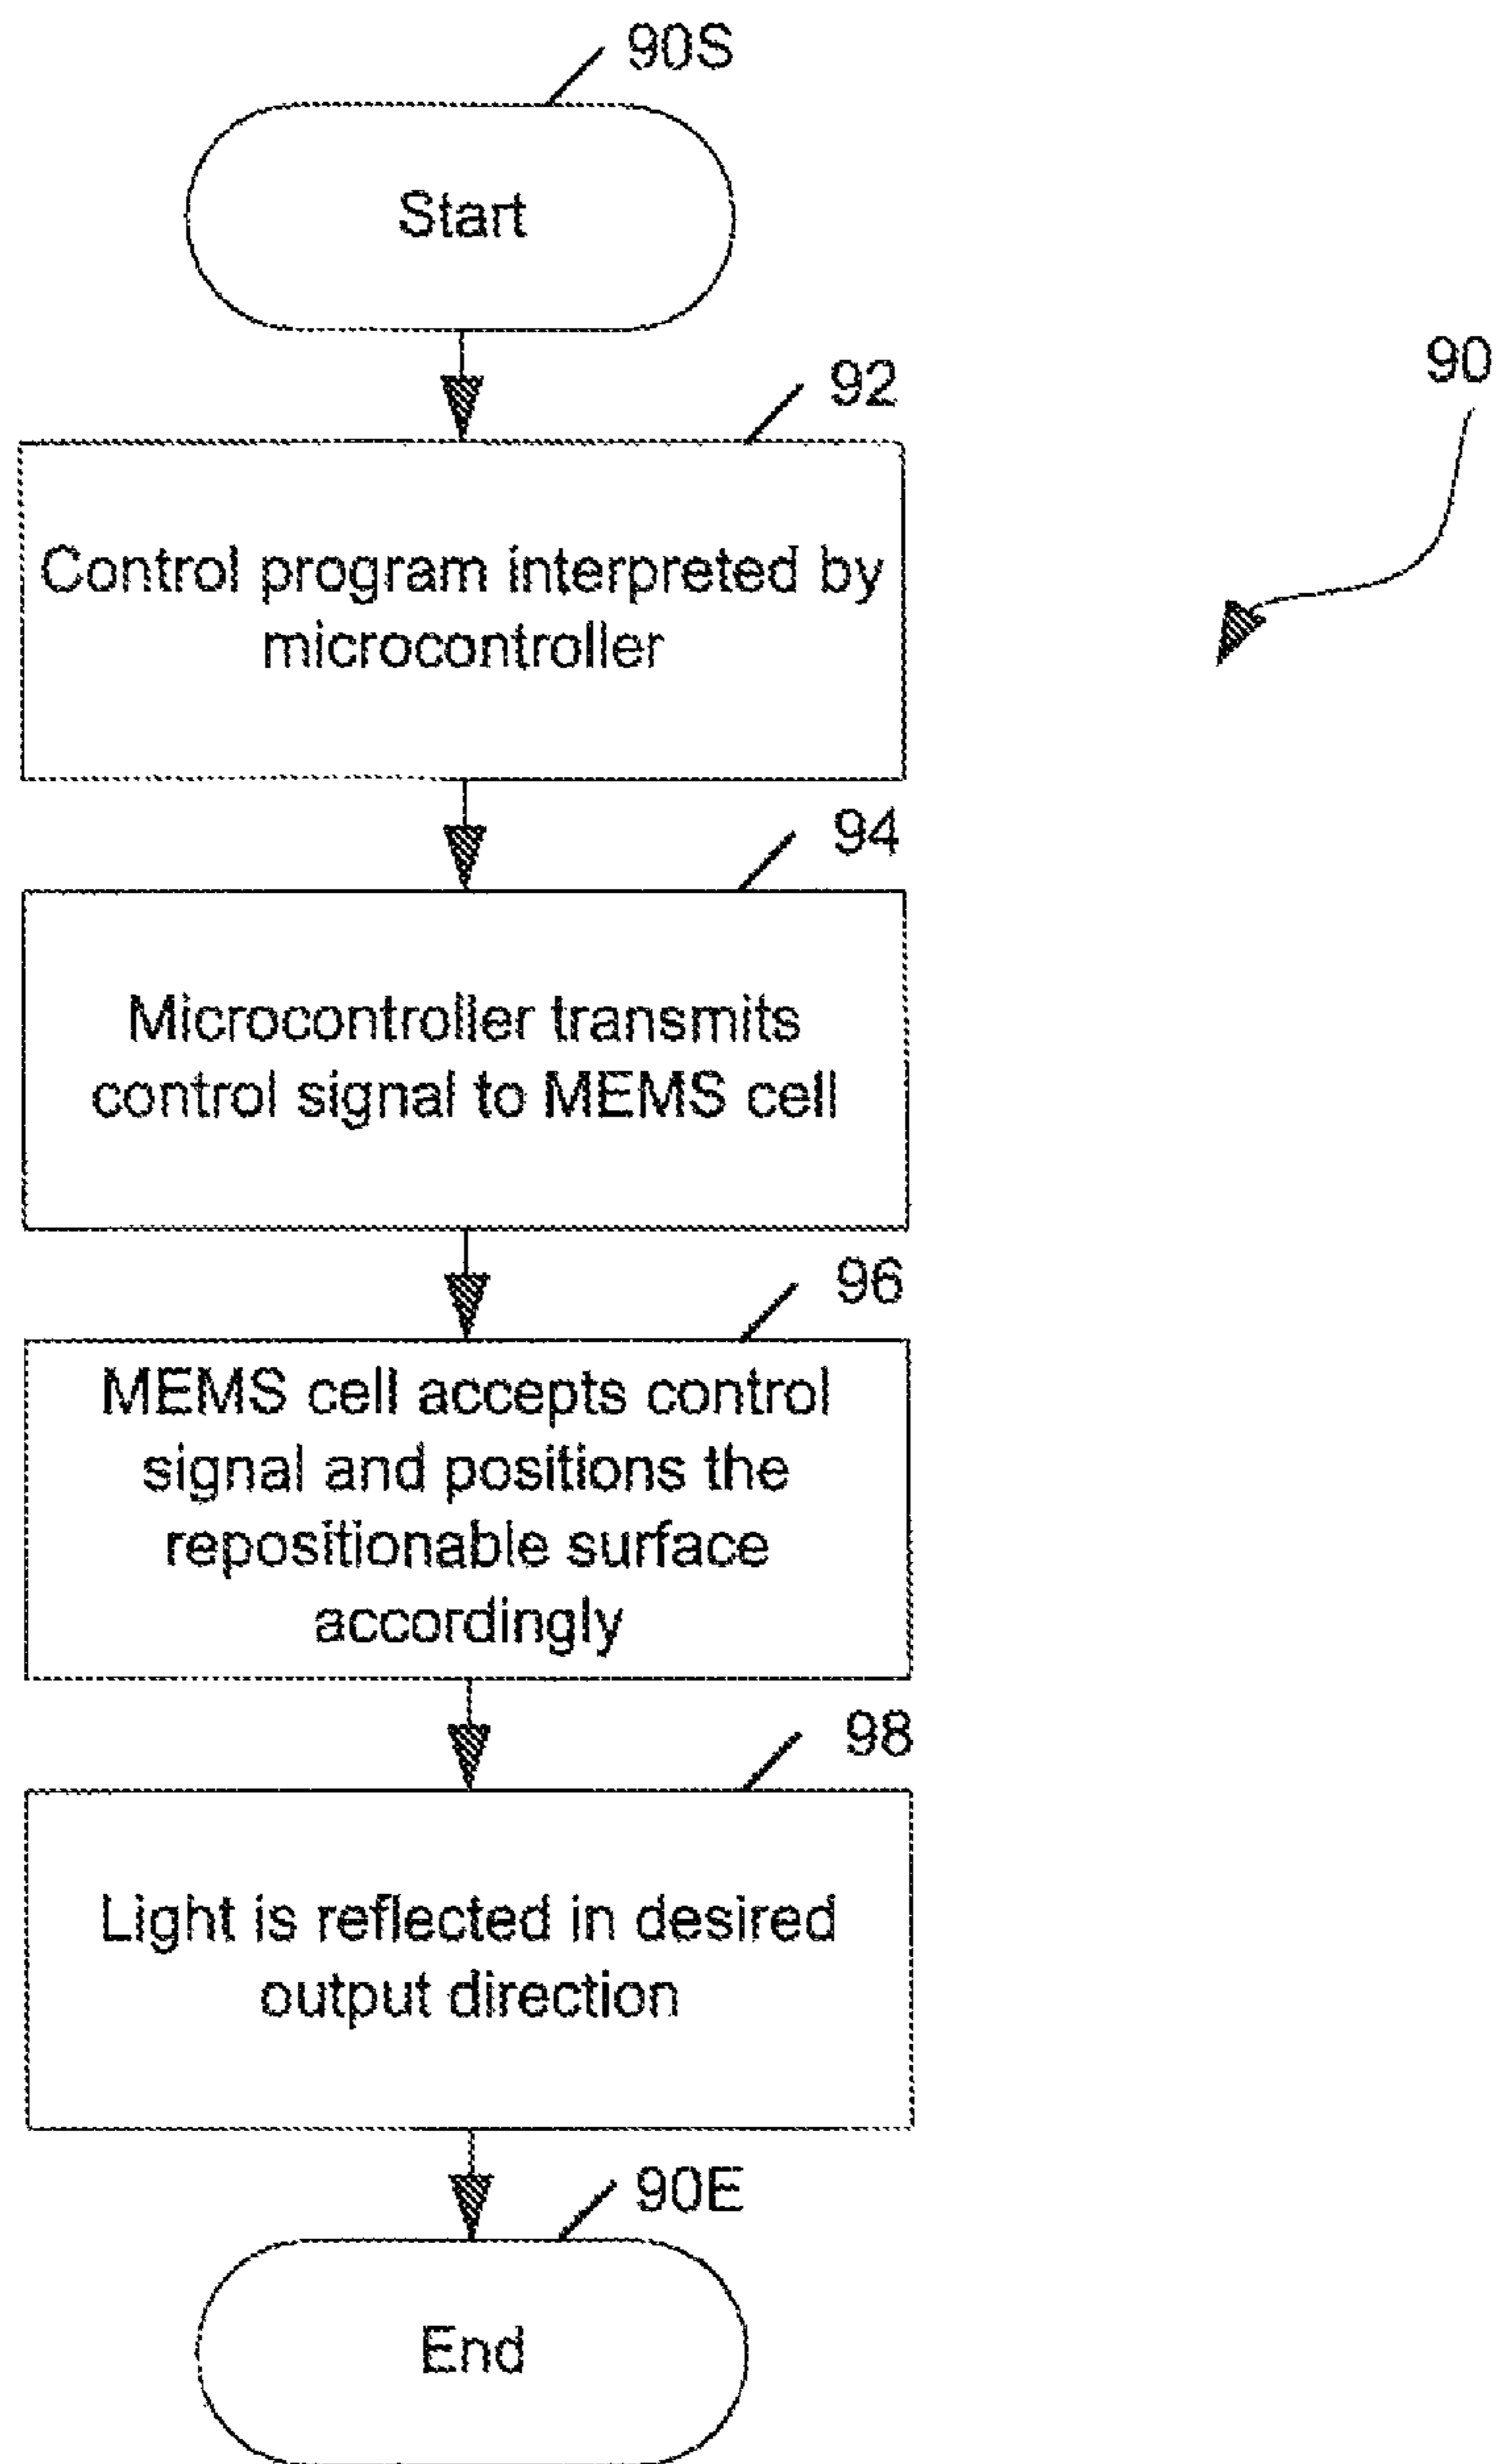 90S
Start
90
92
Control program interpreted by
microcontroller
94
Microcontroller transmits
control signal to MEMS cell
96
MEMS cell accepts control
signal and positions the
repositionable surface
accordingly
98
Light is reflected in desired
output direction
90E
End